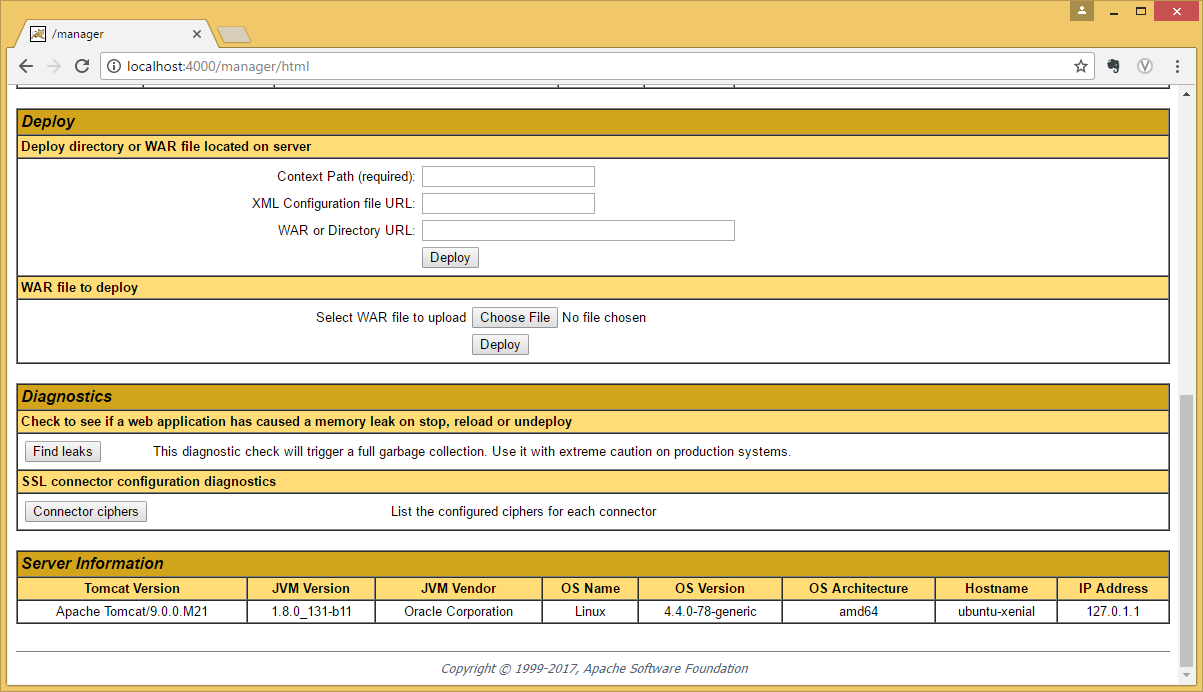 /manager
localhost:4000/manager/html
Deploy
Deploy directory or WAR file located on server
Context Path (required):
XML Configuration file URL:
WAR or Directory URL:
Deploy
WAR file to deploy
Select WAR file to upload Choose File No file chosen
Deploy
Diagnostics
Check to see if a web application has caused a memory leak on stop, reload or undeploy
Find leaks This diagnostic check will trigger a full garbage collection. Use it with extreme caution on production systems.
SSL connector configuration diagnostics
Connector ciphers List the configured ciphers for each connector
Server Information
Tomcat Version JVM Version JVM Vendor OS Name OS Version OS Architecture Hostname IP Address
Apache Tomcat/9.0.0.M21 1.8.0_131-b11 Oracle Corporation Linux 4.4.0-78-generic amd64 ubuntu-xenial 127.0.1.1
Copyright © 1999-2017, Apache Software Foundation